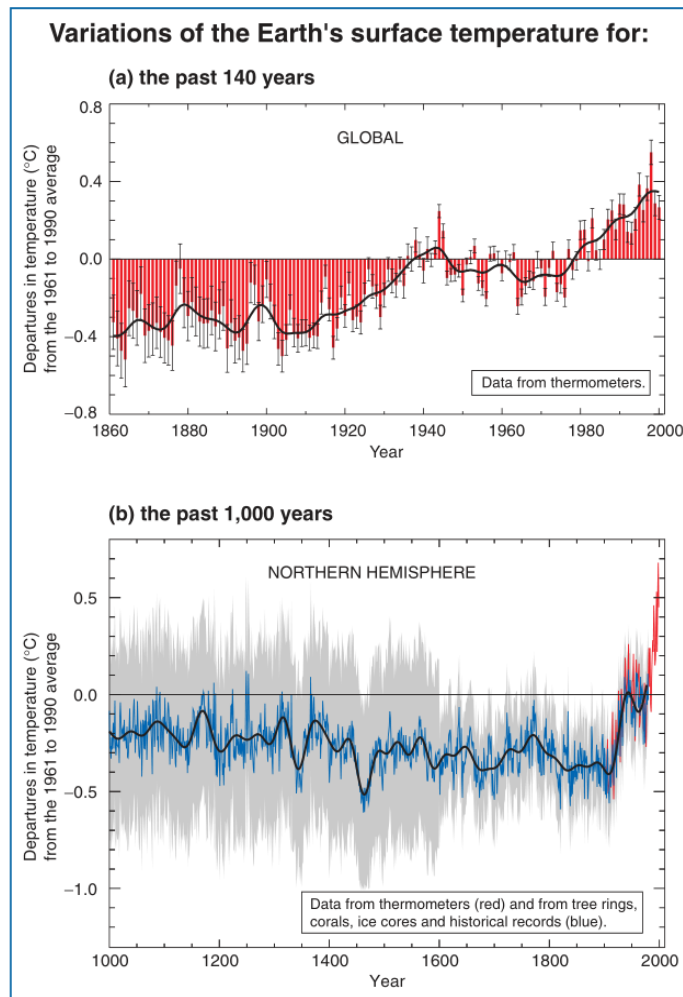 Variations of the Earth's surface temperature for:
(a) the past 140 years
GLOBAL
Departures in temperature (°C)
from the 1961 to 1990 average
0.8
0.4
0.0
−0.4
−0.8
Data from thermometers.
1860 1880 1900 1920 1940 1960 1980 2000
Year
(b) the past 1,000 years
NORTHERN HEMISPHERE
Departures in temperature (°C)
from the 1961 to 1990 average
0.5
0.0
−0.5
−1.0
Data from thermometers (red) and from tree rings,
corals, ice cores and historical records (blue).
1000 1200 1400 1600 1800 2000
Year